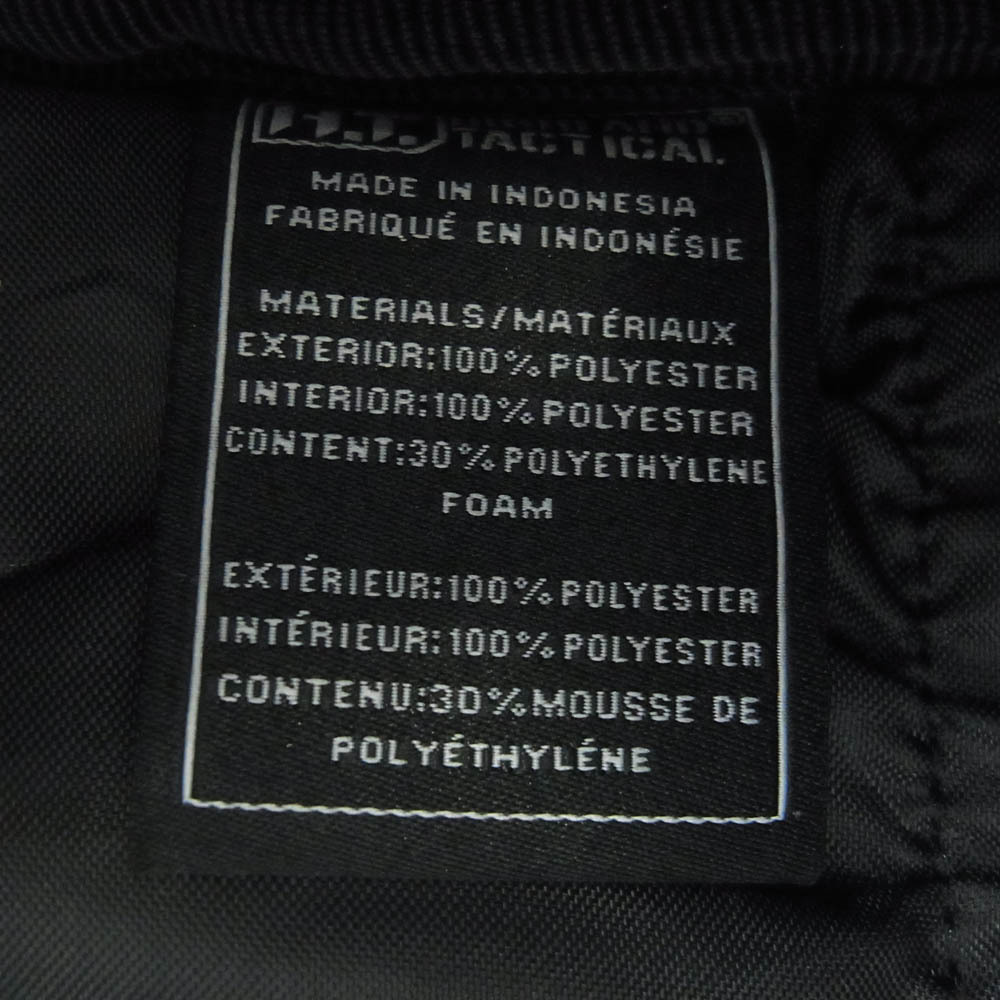 TACTICAL
MADE IN INDONESIA
FABRIQUÉ EN INDONÉSIE
MATERIALS/MATÉRIAUX
EXTERIOR:100%POLYESTER
INTERIOR:100%POLYESTER
CONTENT:30%POLYETHYLENE
FOAM
EXTÉRIEUR:100%POLYESTER
INTÉRIEUR:100%POLYESTER
CONTENU:30%MOUSSE DE
POLYÉTHYLÉNE